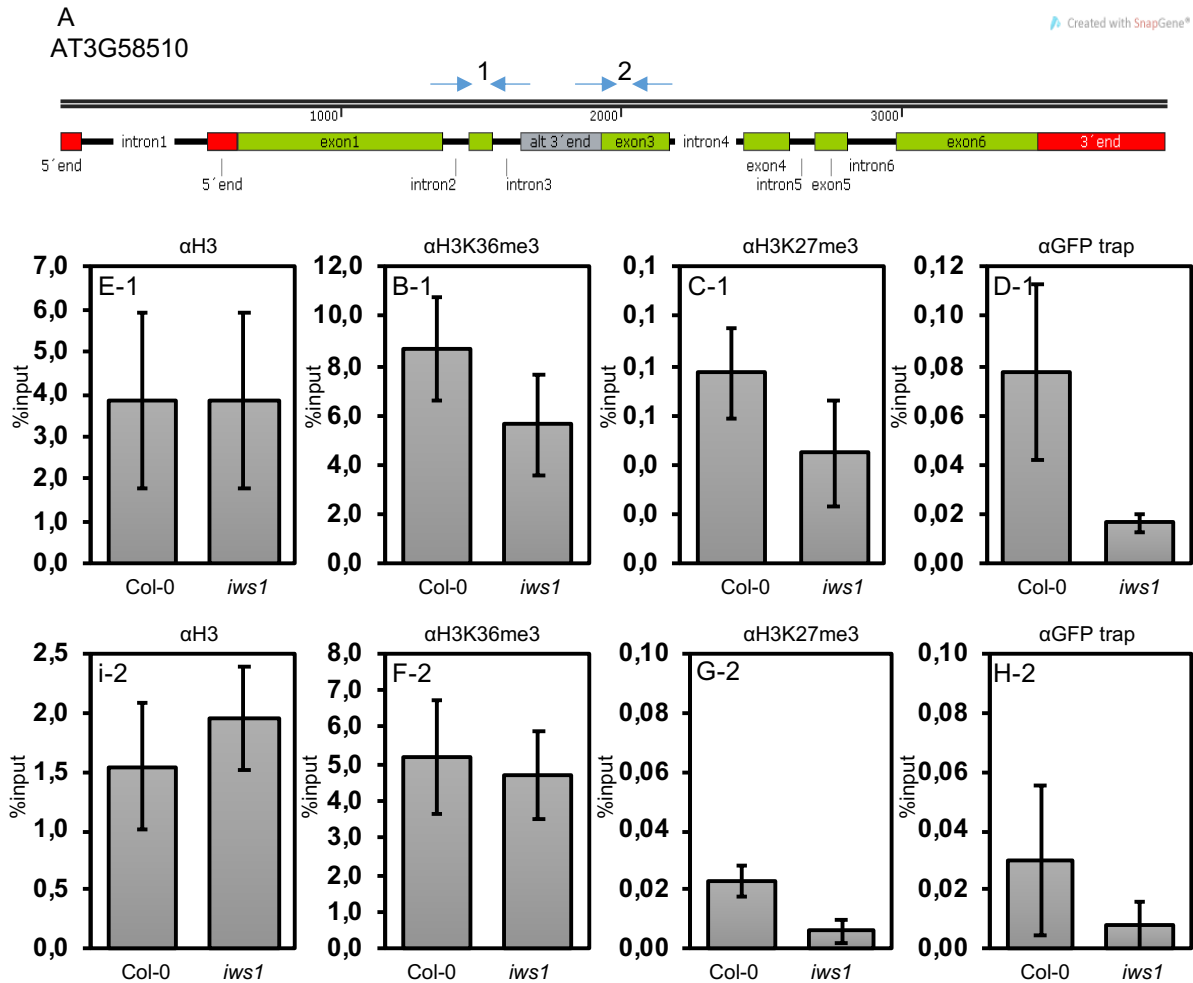 A
Created with SnapGene®
AT3G58510
1 2
1000 2000 3000
intron1 exon1 alt 3´end exon3 intron4 exon6 3´end
5´end exon4 intron6
5´end intron2 intron3 intron5 exon5
αH3 αH3K36me3 αH3K27me3 αGFP trap
E-1
7,0
6,0
5,0
4,0
3,0
2,0
1,0
0,0
%input
Col-0 iws1
B-1
12,0
10,0
8,0
6,0
4,0
2,0
0,0
%input
Col-0 iws1
C-1
0,1
0,1
0,1
0,1
0,0
0,0
0,0
%input
Col-0 iws1
D-1
0,12
0,10
0,08
0,06
0,04
0,02
0,00
%input
Col-0 iws1
αH3 αH3K36me3 αH3K27me3 αGFP trap
i-2
2,5
2,0
1,5
1,0
0,5
0,0
%input
Col-0 iws1
F-2
8,0
7,0
6,0
5,0
4,0
3,0
2,0
1,0
0,0
%input
Col-0 iws1
G-2
0,10
0,08
0,06
0,04
0,02
0,00
%input
Col-0 iws1
H-2
0,10
0,08
0,06
0,04
0,02
0,00
%input
Col-0 iws1